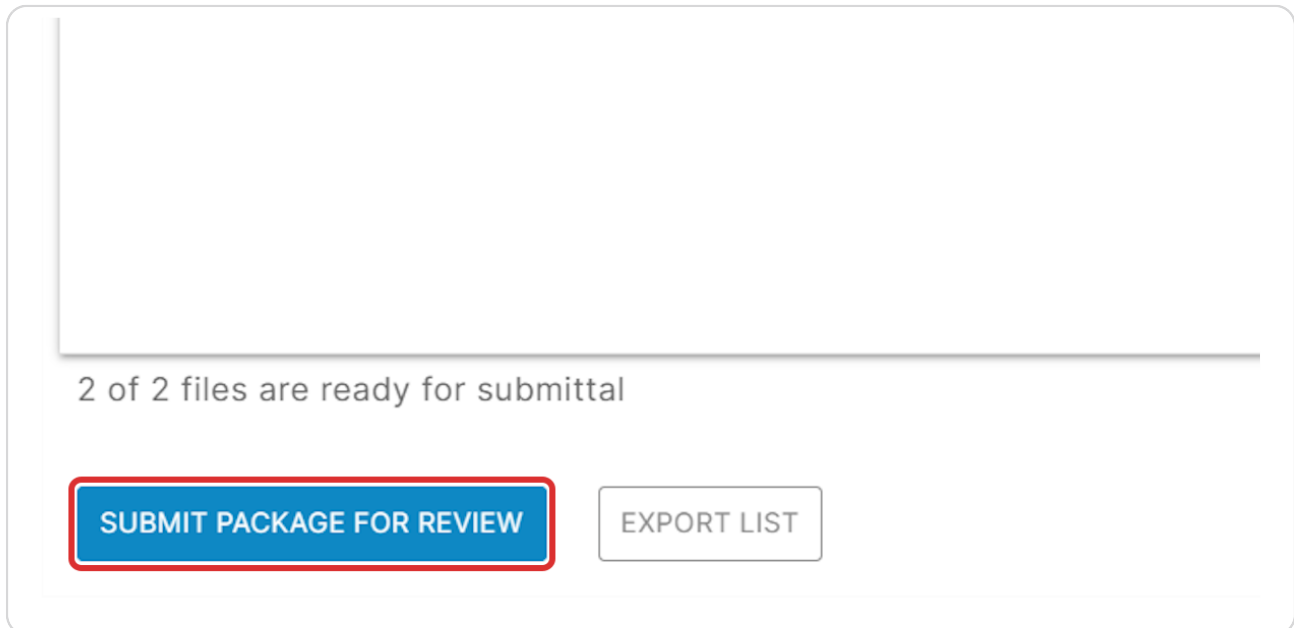 2 of 2 files are ready for submittal
SUBMIT PACKAGE FOR REVIEW
EXPORT LIST